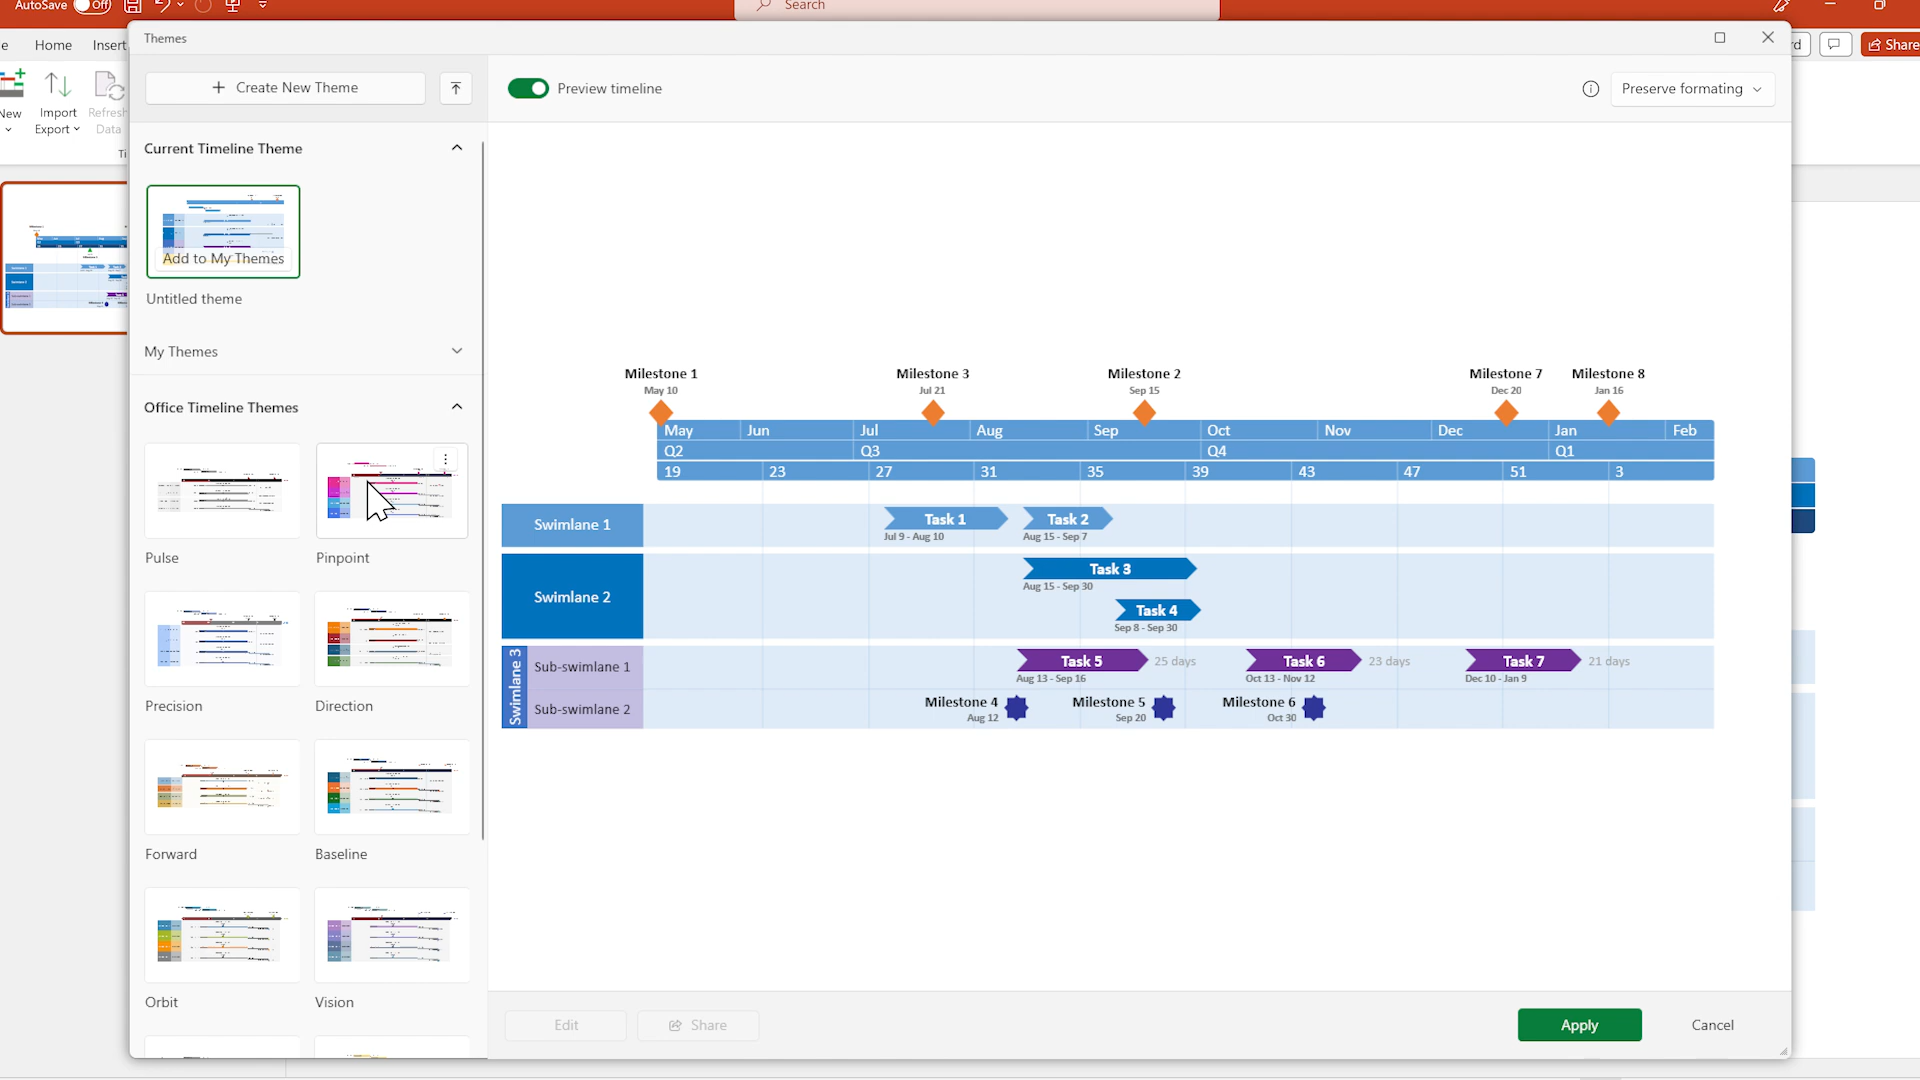 AutoSave Off
Search
Home Insert
Share
Themes
New
Import
Export
Refresh
Data
Create New Theme
Preview timeline
Preserve formating
Current Timeline Theme
Add to My Themes
Untitled theme
My Themes
Office Timeline Themes
Pulse
Pinpoint
Precision
Direction
Forward
Baseline
Orbit
Vision
Milestone 1
May 10
Milestone 3
Jul 21
Milestone 2
Sep 15
Milestone 7
Dec 20
Milestone 8
Jan 16
May Jun Jul Aug Sep Oct Nov Dec Jan Feb
Q2 Q3 Q4 Q1
19 23 27 31 35 39 43 47 51 3
Swimlane 1
Task 1
Jul 9 - Aug 10
Task 2
Aug 15 - Sep 7
Swimlane 2
Task 3
Aug 15 - Sep 30
Task 4
Sep 8 - Sep 30
Swimlane 3
Sub-swimlane 1
Task 5 25 days
Aug 13 - Sep 16
Task 6 23 days
Oct 13 - Nov 12
Task 7 21 days
Dec 10 - Jan 9
Sub-swimlane 2
Milestone 4
Aug 12
Milestone 5
Sep 20
Milestone 6
Oct 30
Edit
Share
Apply
Cancel